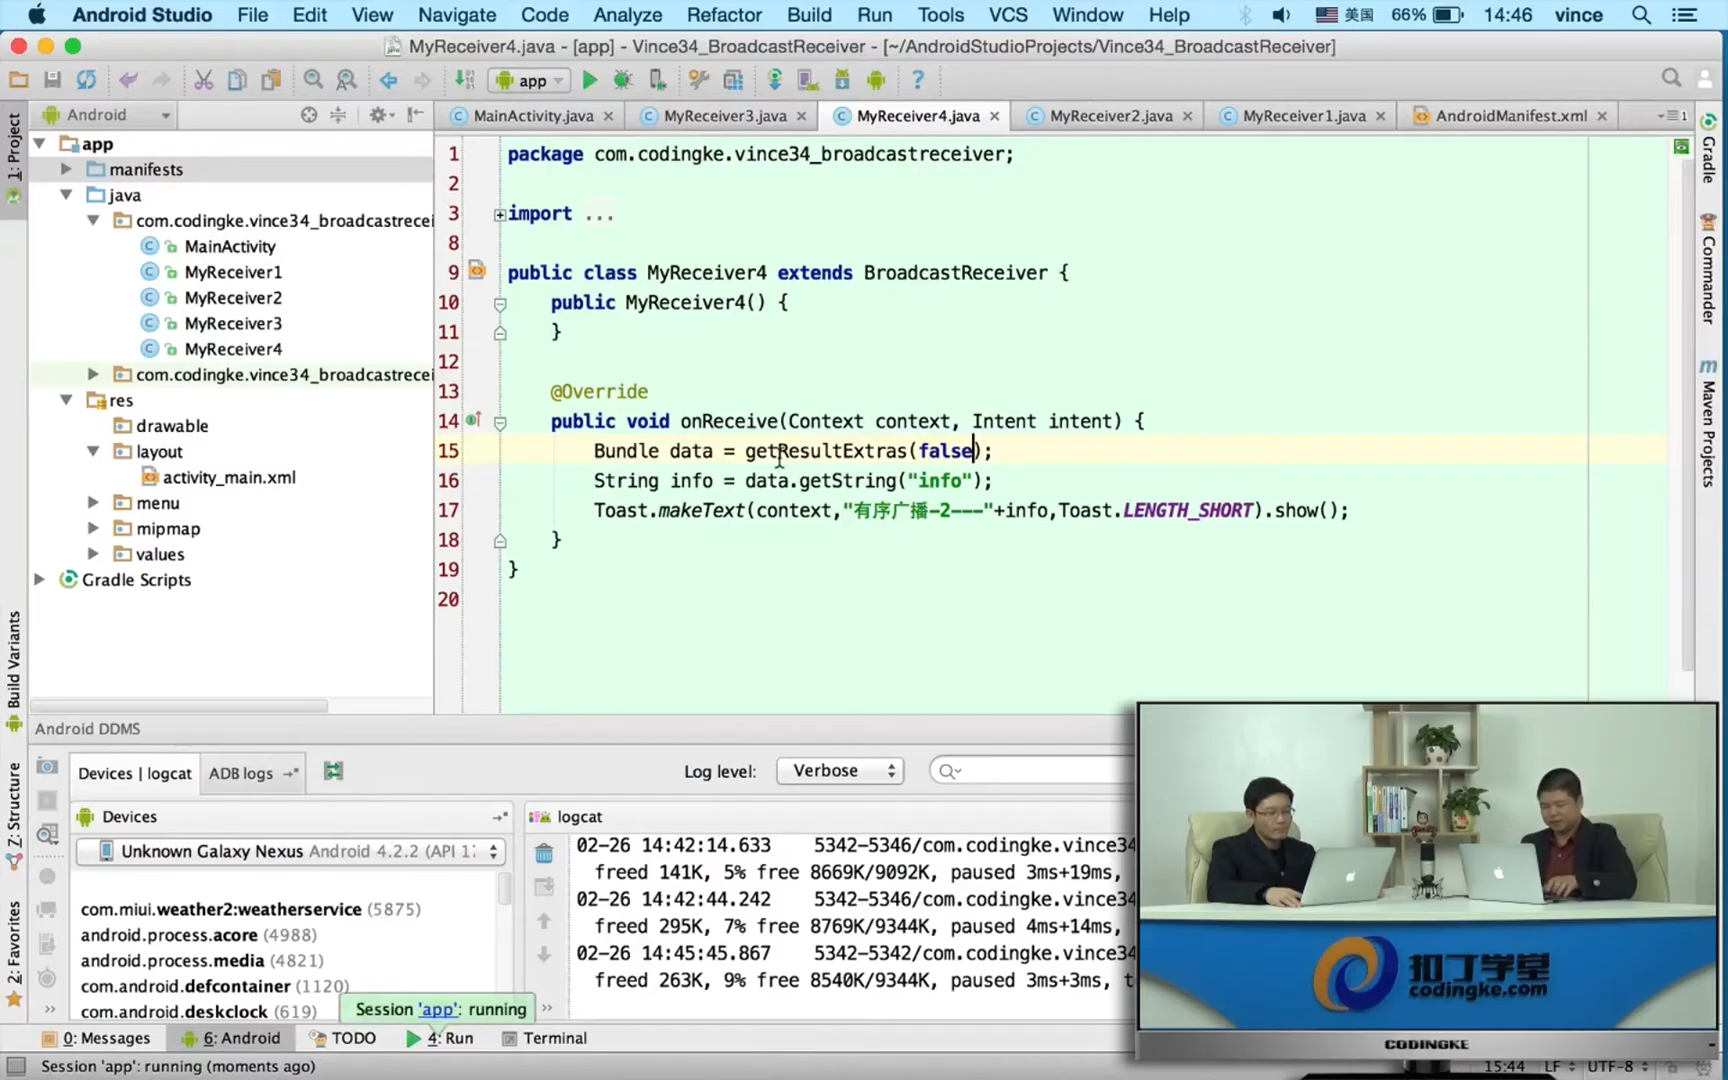 Android Studio File Edit View Navigate Code Analyze Refactor Build Run Tools VCS Window Help 美国 66% 14:46 vince
MyReceiver4.java - [app] - Vince34_BroadcastReceiver - [~/AndroidStudioProjects/Vince34_BroadcastReceiver]
app
Android
MainActivity.java MyReceiver3.java MyReceiver4.java MyReceiver2.java MyReceiver1.java AndroidManifest.xml
1: Project
Build Variants
Z: Structure
2: Favorites
app
manifests
java
com.codingke.vince34_broadcastrecei
MainActivity
MyReceiver1
MyReceiver2
MyReceiver3
MyReceiver4
com.codingke.vince34_broadcastrecei
res
drawable
layout
activity_main.xml
menu
mipmap
values
Gradle Scripts
1 package com.codingke.vince34_broadcastreceiver;
2
3 import ...
8
9 public class MyReceiver4 extends BroadcastReceiver {
10 public MyReceiver4() {
11 }
12
13 @Override
14 public void onReceive(Context context, Intent intent) {
15 Bundle data = getResultExtras(false);
16 String info = data.getString("info");
17 Toast.makeText(context,"有序广播-2---"+info,Toast.LENGTH_SHORT).show();
18 }
19 }
20
Gradle
Commander
Maven Projects
Android DDMS
Devices | logcat ADB logs Log level: Verbose
Devices
Unknown Galaxy Nexus Android 4.2.2 (API 17
com.miui.weather2:weatherservice (5875)
android.process.acore (4988)
android.process.media (4821)
com.android.defcontainer (1120)
com.android.deskclock (619)
logcat
02-26 14:42:14.633 5342-5346/com.codingke.vince34
freed 141K, 5% free 8669K/9092K, paused 3ms+19ms,
02-26 14:42:44.242 5342-5346/com.codingke.vince34
freed 295K, 7% free 8769K/9344K, paused 4ms+14ms,
02-26 14:45:45.867 5342-5342/com.codingke.vince34
freed 263K, 9% free 8540K/9344K, paused 3ms+3ms, t
Session 'app': running
扣丁学堂
codingke.com
CODINGKE
0: Messages 6: Android TODO 4: Run Terminal
Session 'app': running (moments ago) 15:44 LF UTF-8